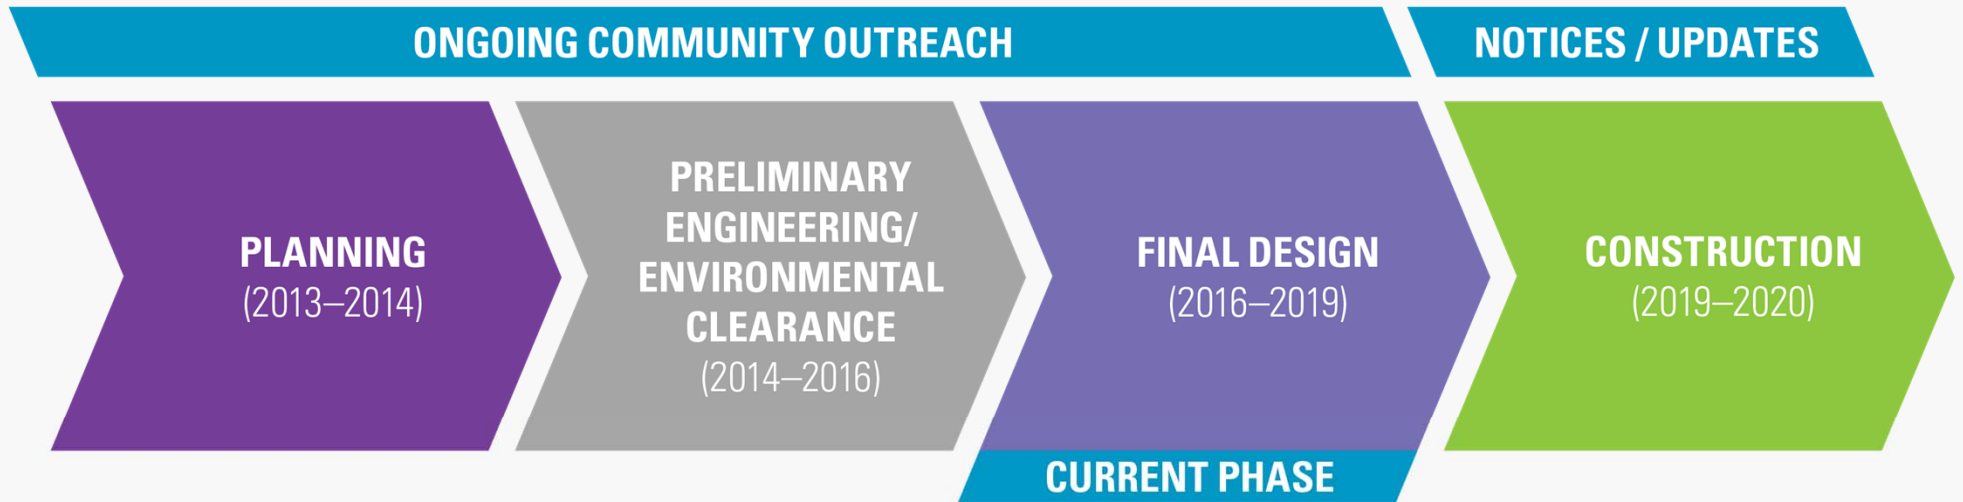 ONGOING COMMUNITY OUTREACH
NOTICES / UPDATES
PLANNING
(2013–2014)
PRELIMINARY
ENGINEERING/
ENVIRONMENTAL
CLEARANCE
(2014–2016)
FINAL DESIGN
(2016–2019)
CONSTRUCTION
(2019–2020)
CURRENT PHASE